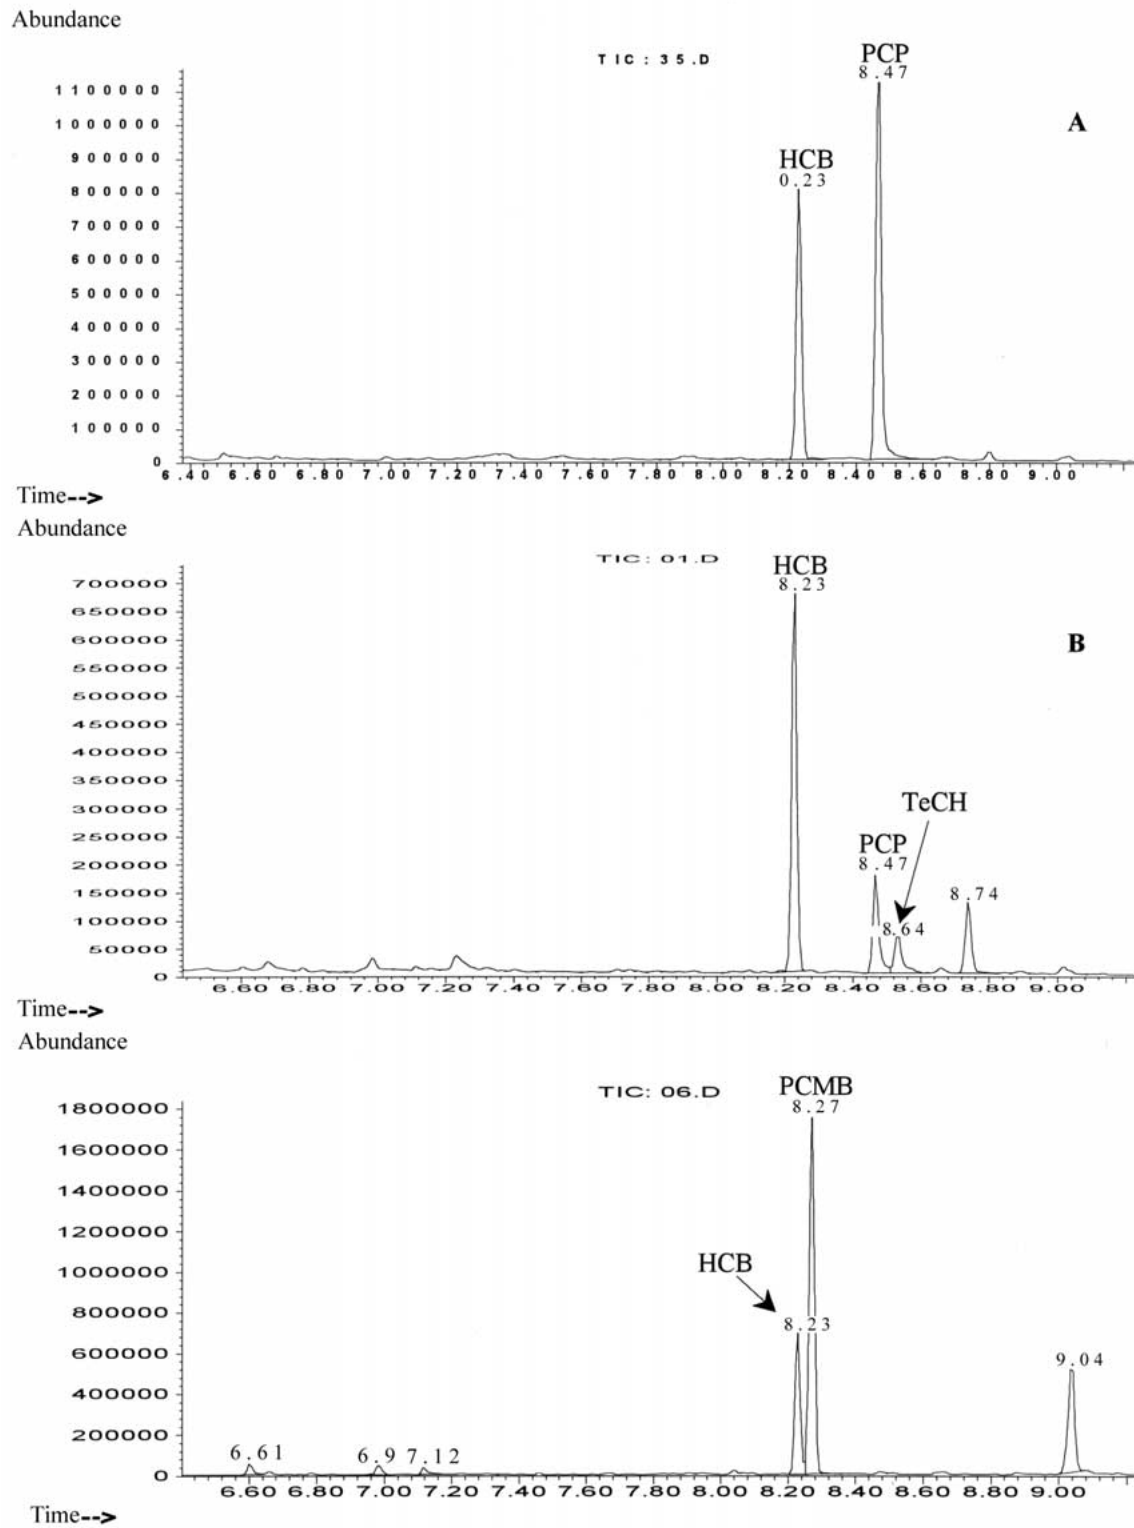 Abundance
TIC: 35.D
PCP
8.47
A
HCB
0.23
1100000
1000000
900000
800000
700000
600000
500000
400000
300000
200000
100000
0
6.40 6.60 6.80 7.00 7.20 7.40 7.60 7.80 8.00 8.20 8.40 8.60 8.80 9.00
Time-->
Abundance
TIC: 01.D
HCB
8.23
B
TeCH
PCP
8.47
8.64
8.74
700000
650000
600000
550000
500000
450000
400000
350000
300000
250000
200000
150000
100000
50000
0
6.60 6.80 7.00 7.20 7.40 7.60 7.80 8.00 8.20 8.40 8.60 8.80 9.00
Time-->
Abundance
TIC: 06.D
PCMB
8.27
HCB
8.23
9.04
6.61
6.9
7.12
1800000
1600000
1400000
1200000
1000000
800000
600000
400000
200000
0
6.60 6.80 7.00 7.20 7.40 7.60 7.80 8.00 8.20 8.40 8.60 8.80 9.00
Time-->